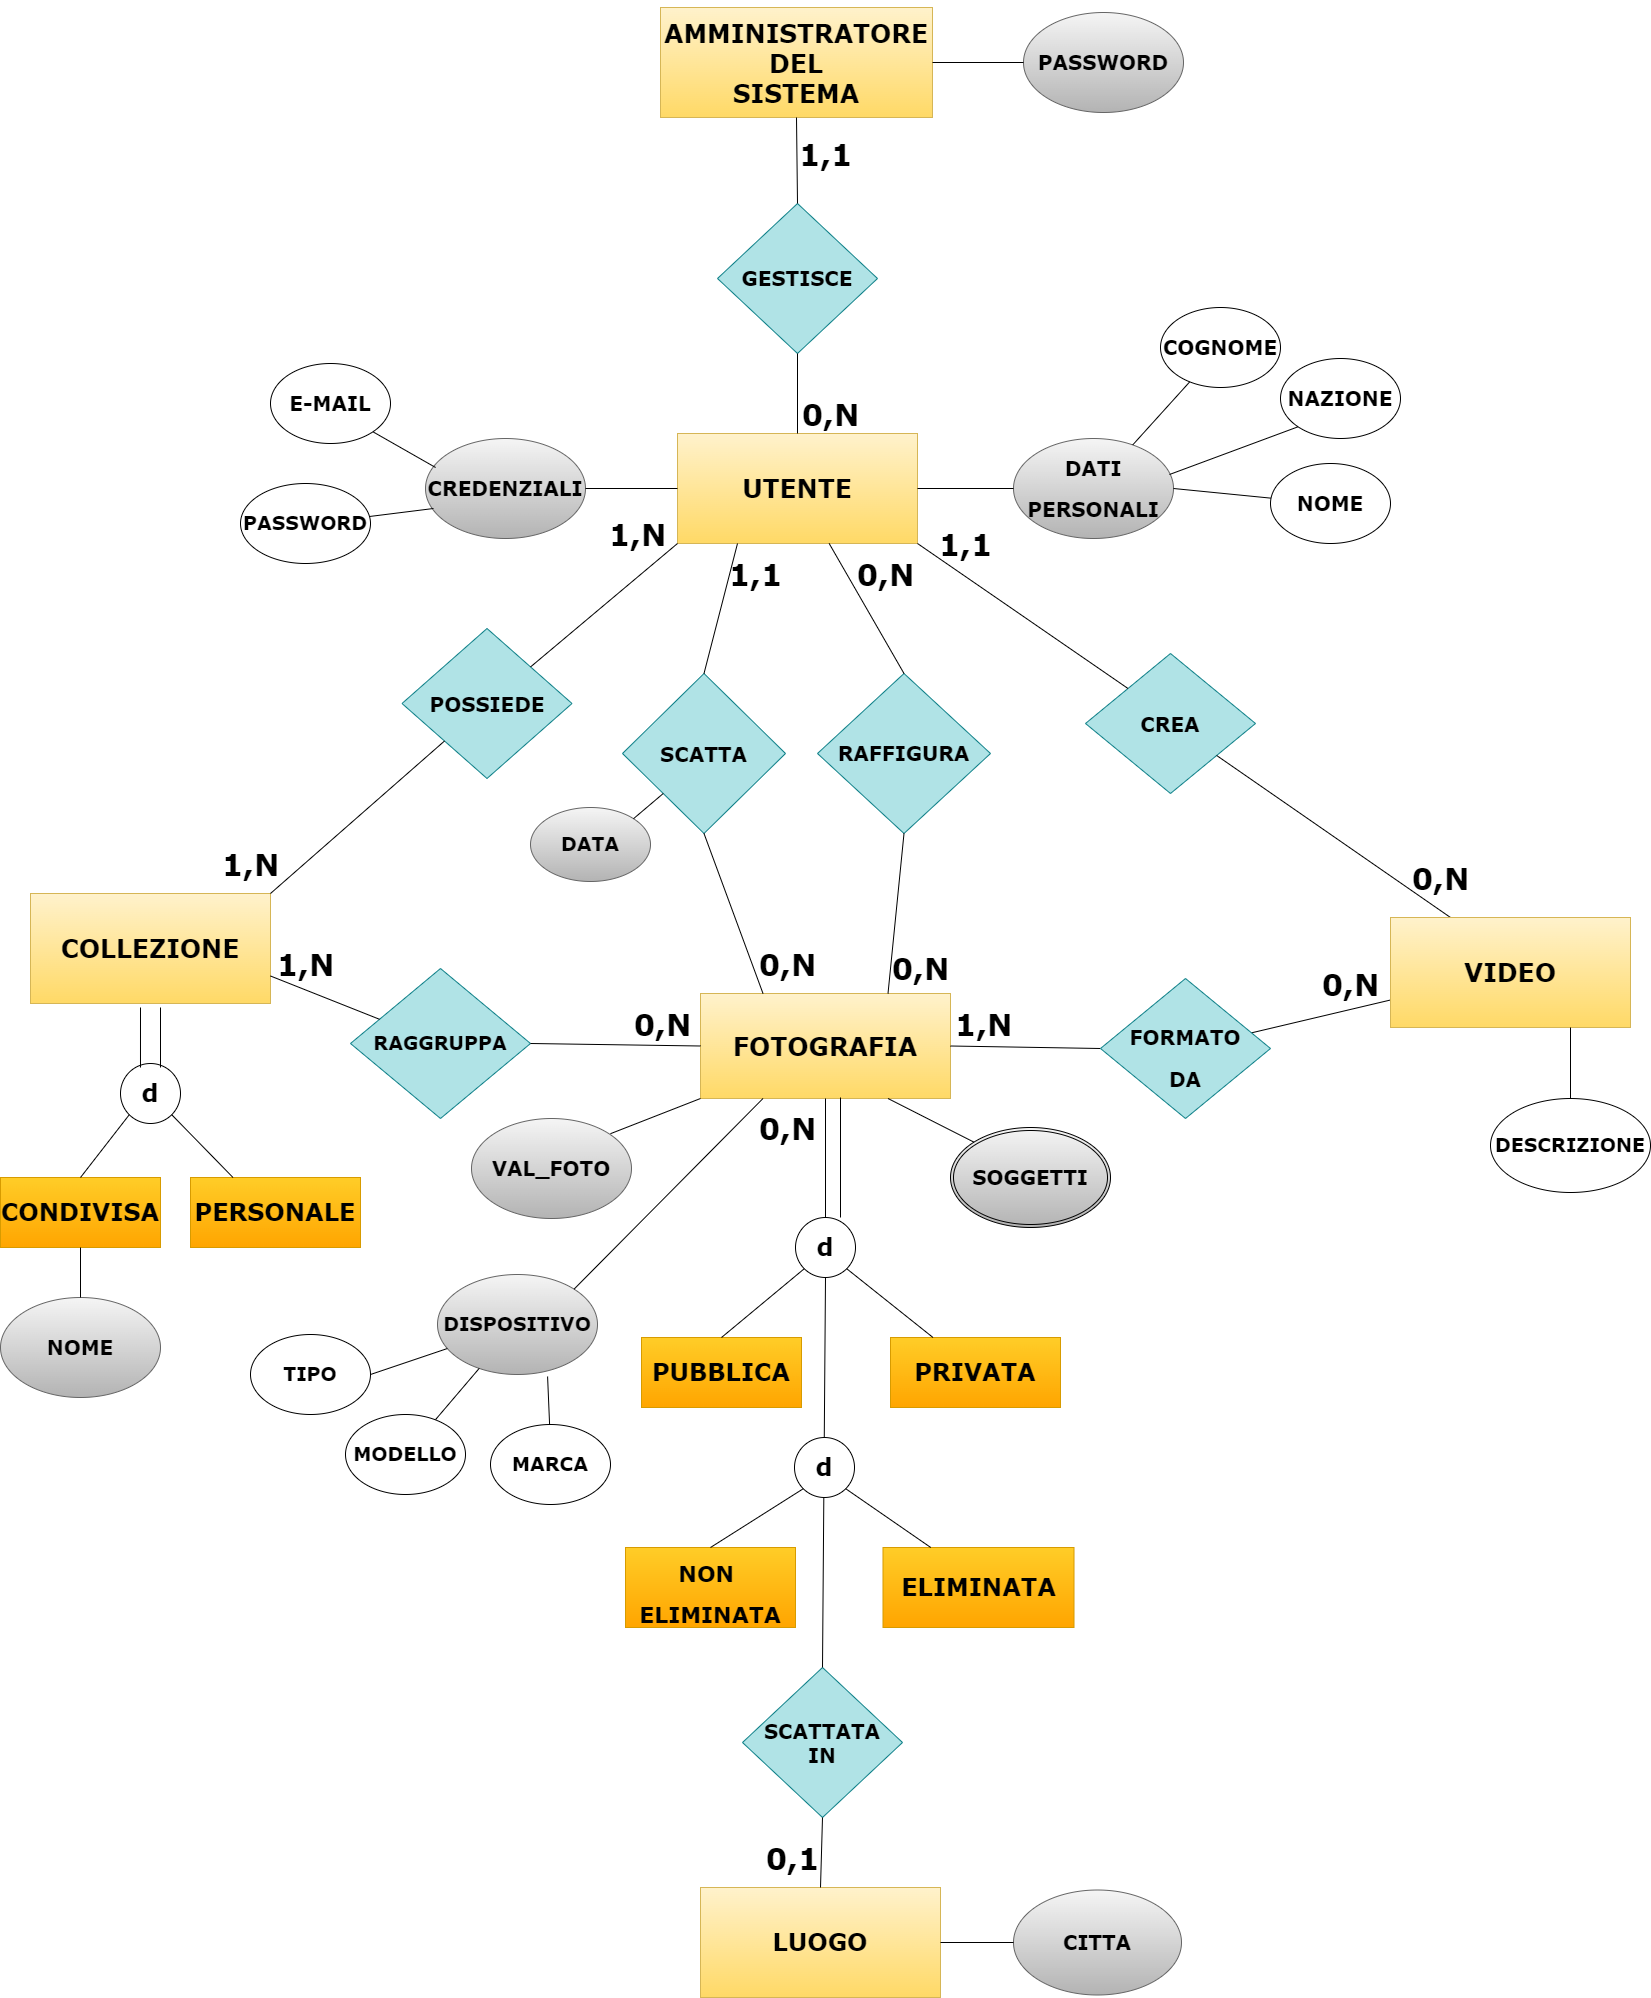 AMMINISTRATORE
DEL
SISTEMA
PASSWORD
1,1
GESTISCE
0,N
COGNOME
NAZIONE
NOME
DATI
PERSONALI
E-MAIL
CREDENZIALI
PASSWORD
UTENTE
1,N
1,1
0,N
1,1
POSSIEDE
SCATTA
RAFFIGURA
CREA
DATA
1,N
0,N
0,N
0,N
COLLEZIONE
1,N
RAGGRUPPA
0,N
FOTOGRAFIA
1,N
FORMATO
DA
0,N
VIDEO
DESCRIZIONE
d
CONDIVISA
PERSONALE
NOME
VAL_FOTO
0,N
SOGGETTI
DISPOSITIVO
TIPO
MODELLO
MARCA
d
PUBBLICA
PRIVATA
d
NON
ELIMINATA
ELIMINATA
SCATTATA
IN
0,1
LUOGO
CITTA